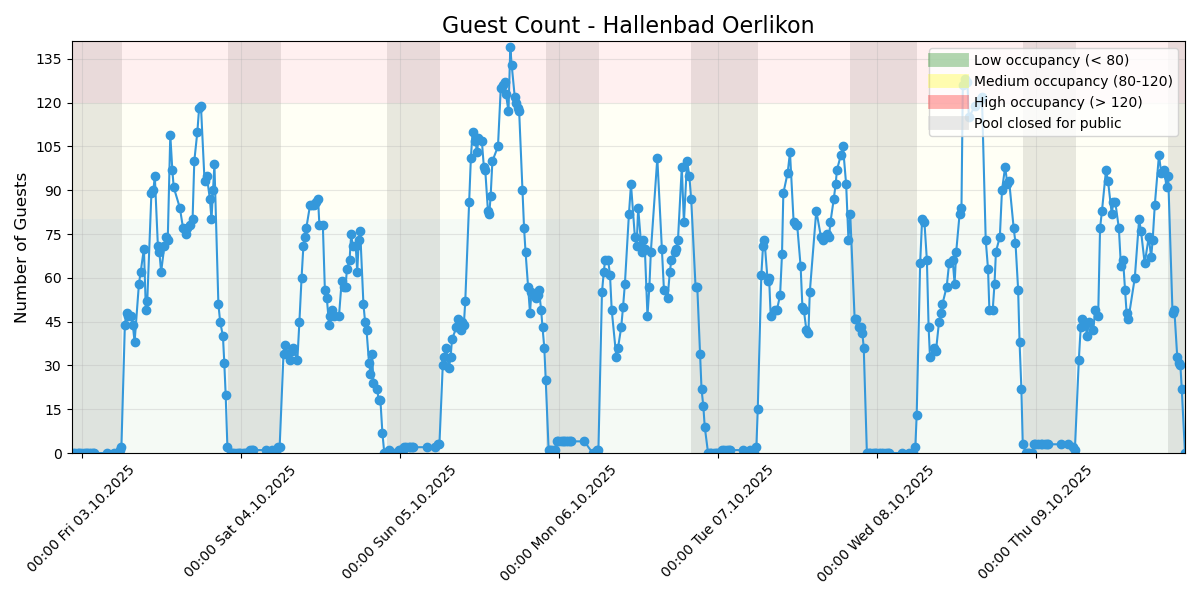 Guest Count - Hallenbad Oerlikon
Number of Guests
135
120
105
90
75
60
45
30
15
0
Low occupancy (< 80)
Medium occupancy (80-120)
High occupancy (> 120)
Pool closed for public
00:00 Fri 03.10.2025
00:00 Sat 04.10.2025
00:00 Sun 05.10.2025
00:00 Mon 06.10.2025
00:00 Tue 07.10.2025
00:00 Wed 08.10.2025
00:00 Thu 09.10.2025